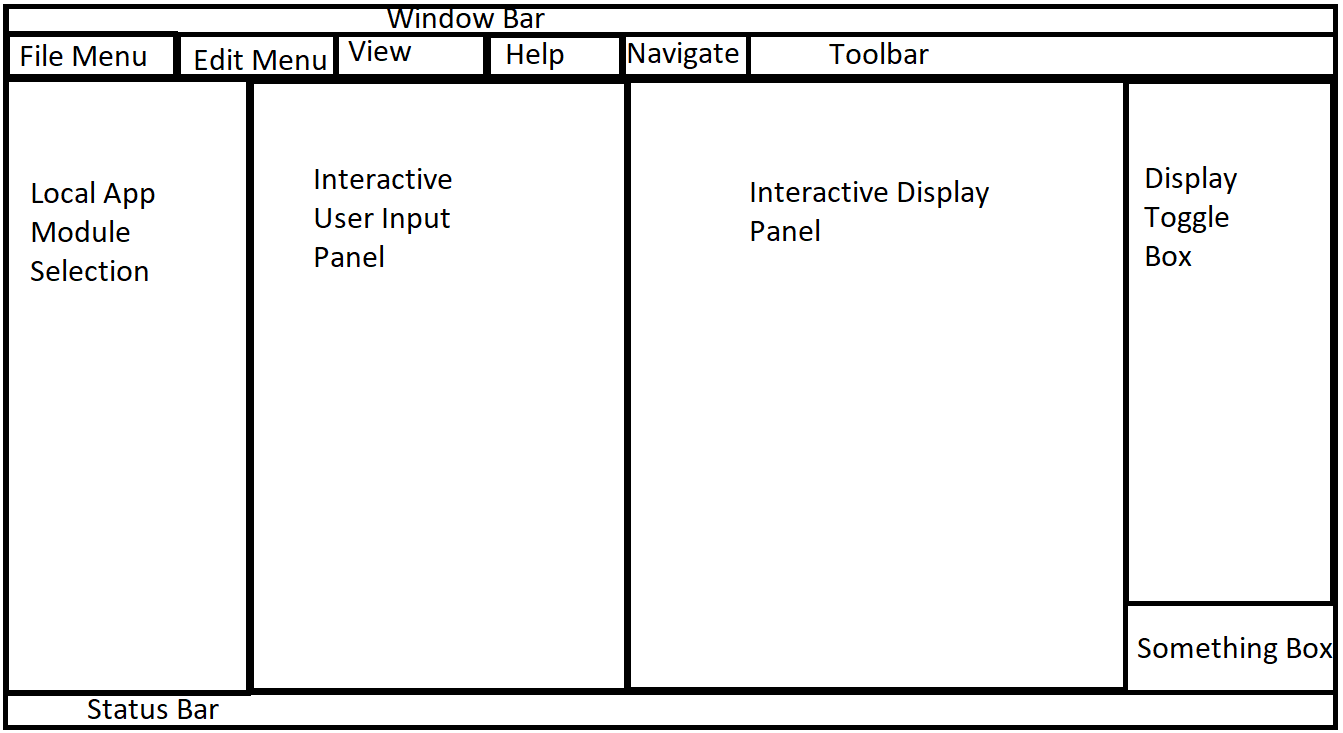 Window Bar
File Menu
Edit Menu
View
Help
Navigate
Toolbar
Local App
Module
Selection
Interactive
User Input
Panel
Interactive Display
Panel
Display
Toggle
Box
Something Box
Status Bar